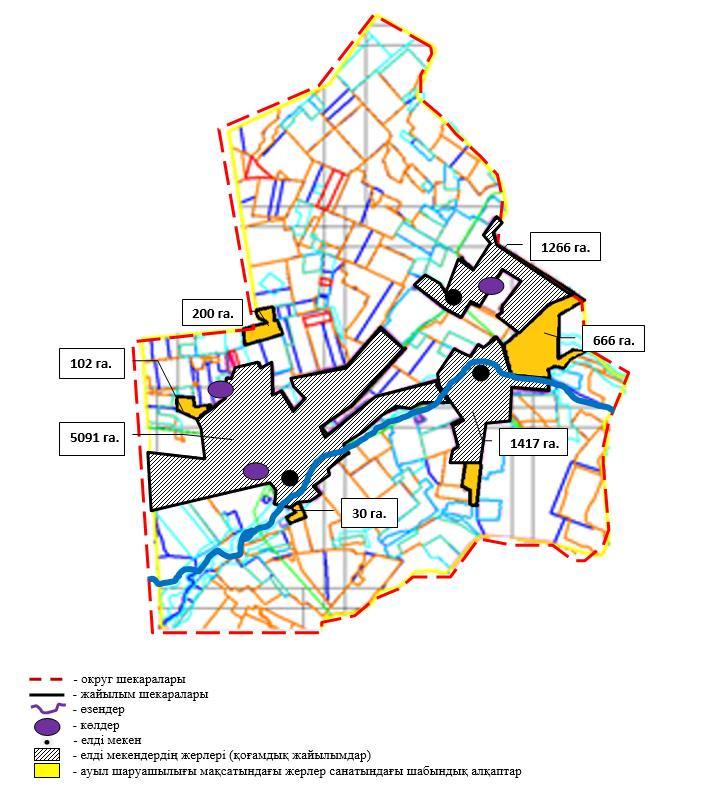 1266 га.
200 га.
666 га.
102 га.
5091 га.
1417 га.
30 га.
- округ шекаралары
- жайылым шекаралары
- өзендер
- көлдер
- елді мекен
- елді мекендердің жерлері (қоғамдық жайылымдар)
- ауыл шаруашылығы мақсатындағы жерлер санатындағы шабындық алқаптар